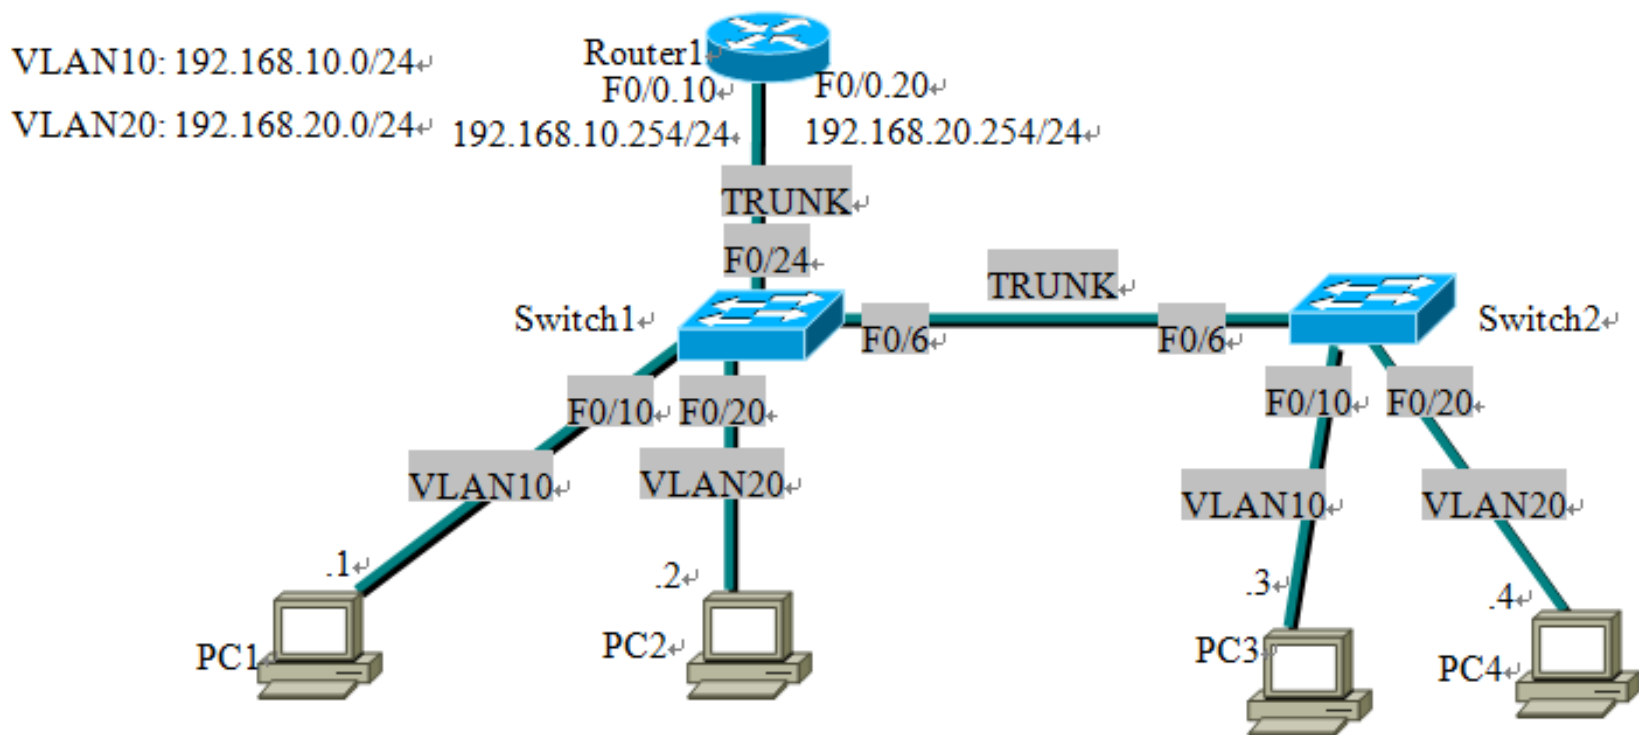 Router1
VLAN10: 192.168.10.0/24
F0/0.10
F0/0.20
VLAN20: 192.168.20.0/24
192.168.10.254/24
192.168.20.254/24
TRUNK
F0/24
TRUNK
Switch1
Switch2
F0/6
F0/6
F0/10
F0/20
F0/10
F0/20
VLAN10
VLAN20
VLAN10
VLAN20
.1
.2
.3
.4
PC1
PC2
PC3
PC4